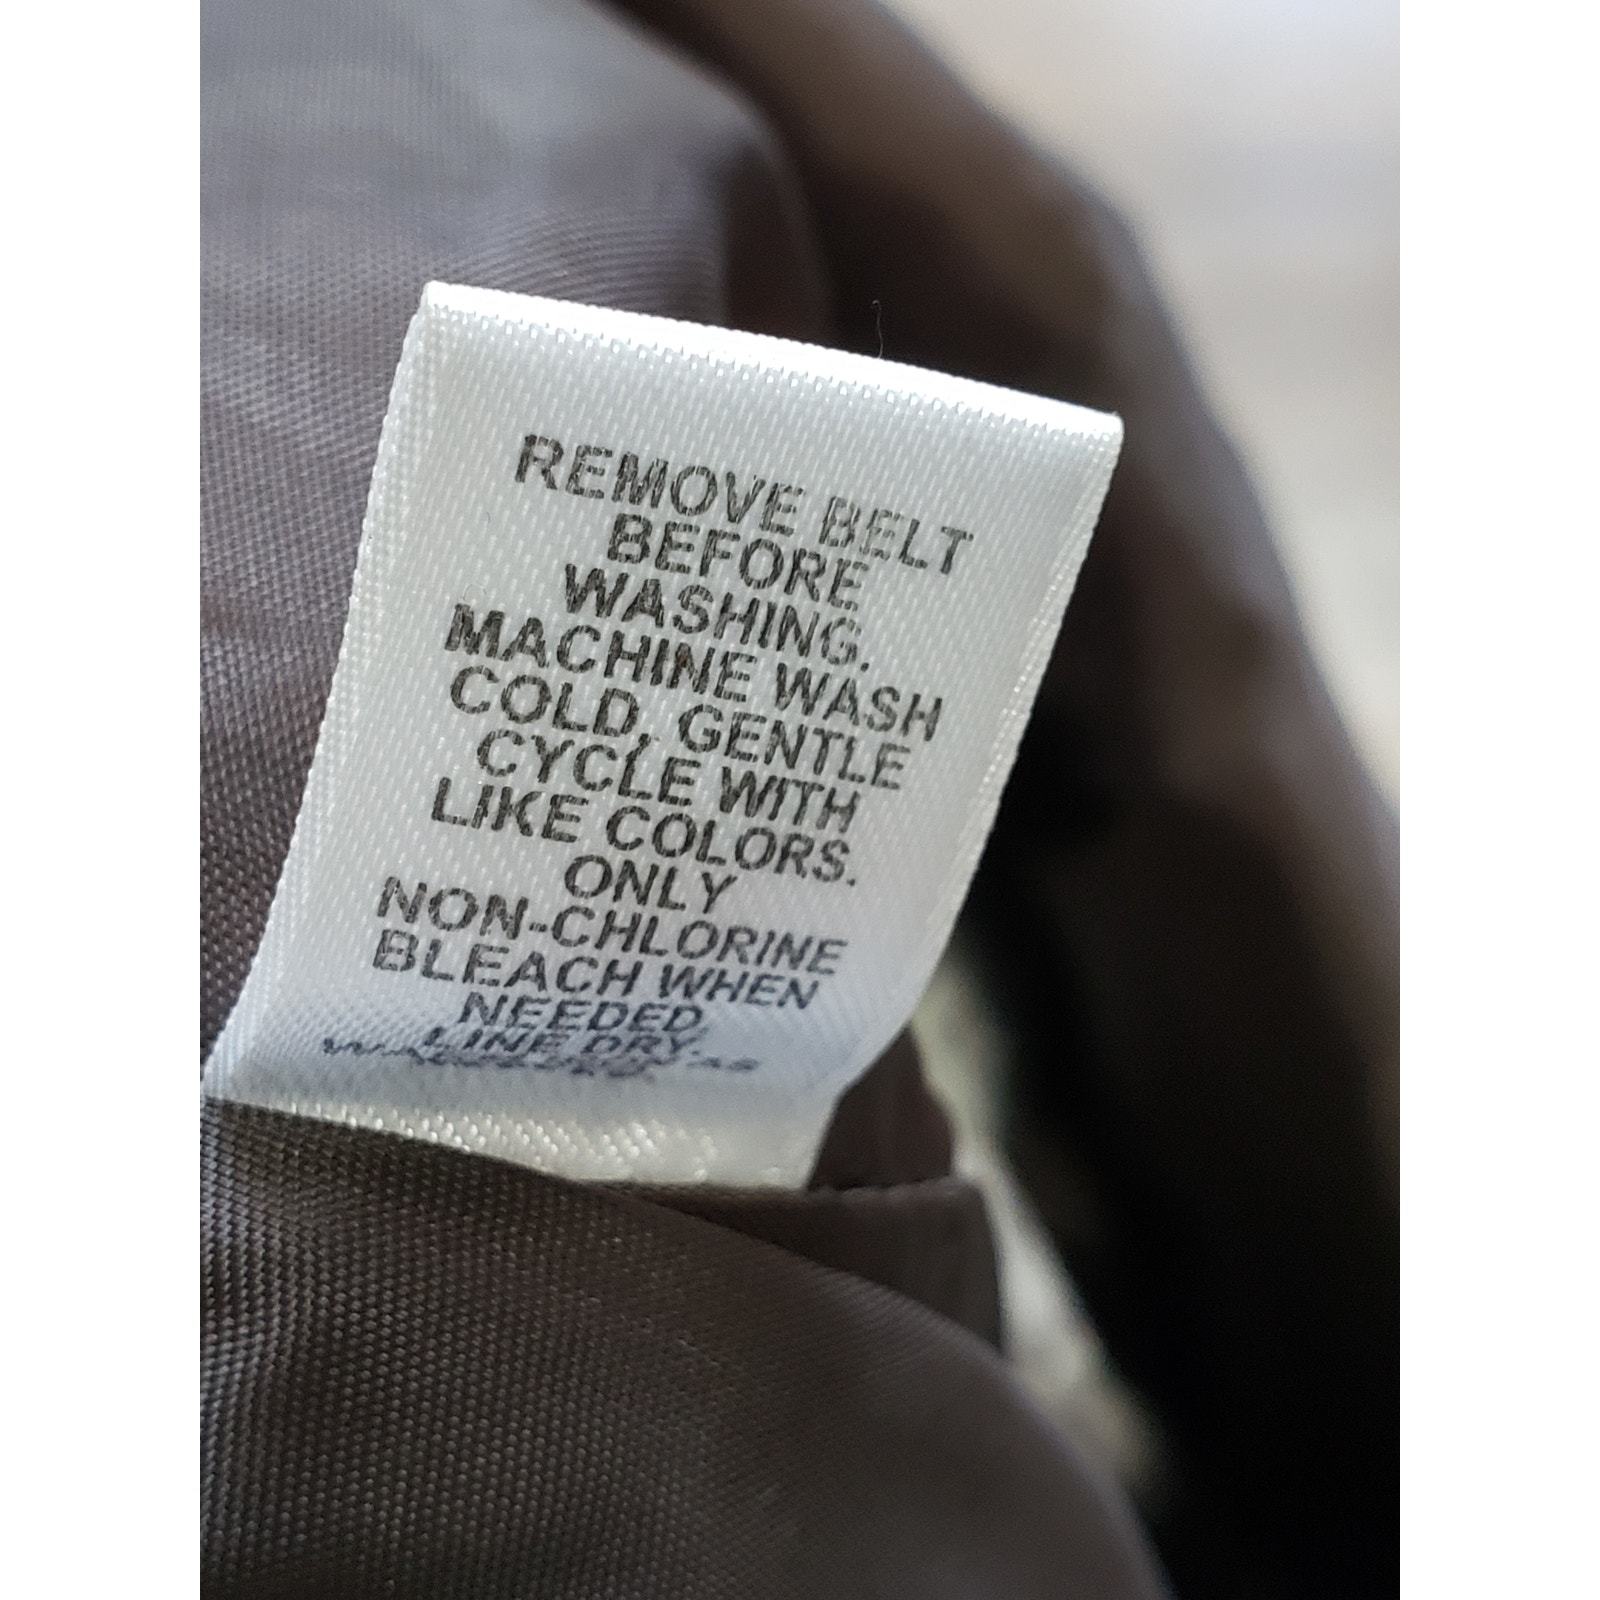 REMOVE BELT
BEFORE
WASHING.
MACHINE WASH
COLD, GENTLE
CYCLE WITH
LIKE COLORS.
ONLY
NON-CHLORINE
BLEACH WHEN
NEEDED.
LINE DRY.